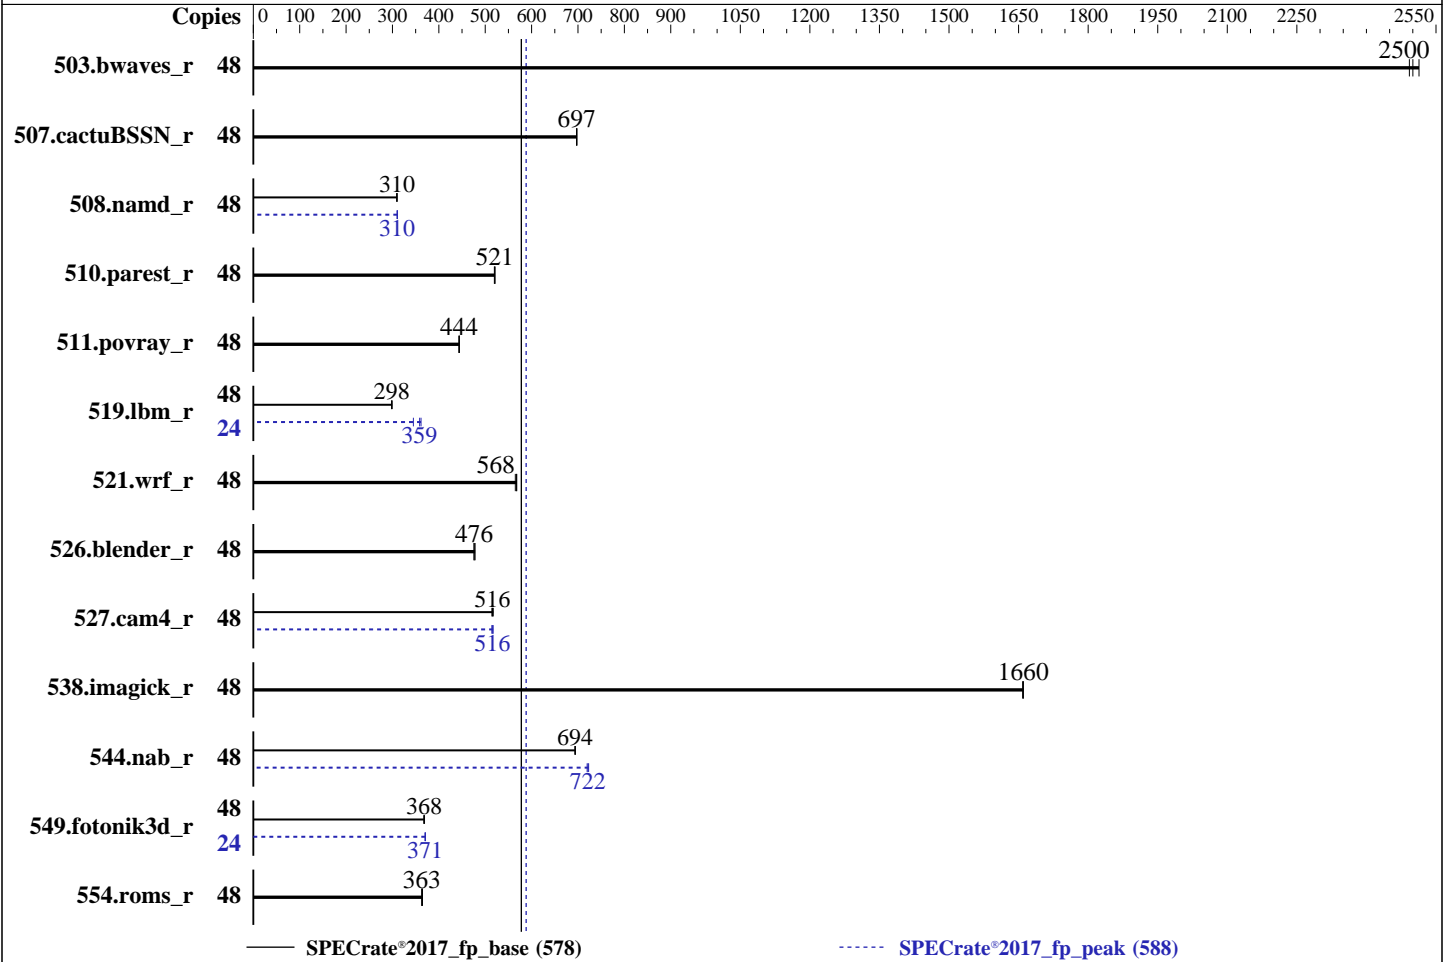 Copies 0 100 200 300 400 500 600 700 800 900 1050 1200 1350 1500 1650 1800 1950 2100 2250 2550
503.bwaves_r 48 2500
507.cactuBSSN_r 48 697
508.namd_r 48 310
310
510.parest_r 48 521
511.povray_r 48 444
519.lbm_r 48 298
24 359
521.wrf_r 48 568
526.blender_r 48 476
527.cam4_r 48 516
516
538.imagick_r 48 1660
544.nab_r 48 694
722
549.fotonik3d_r 48 368
24 371
554.roms_r 48 363
SPECrate®2017_fp_base (578) SPECrate®2017_fp_peak (588)